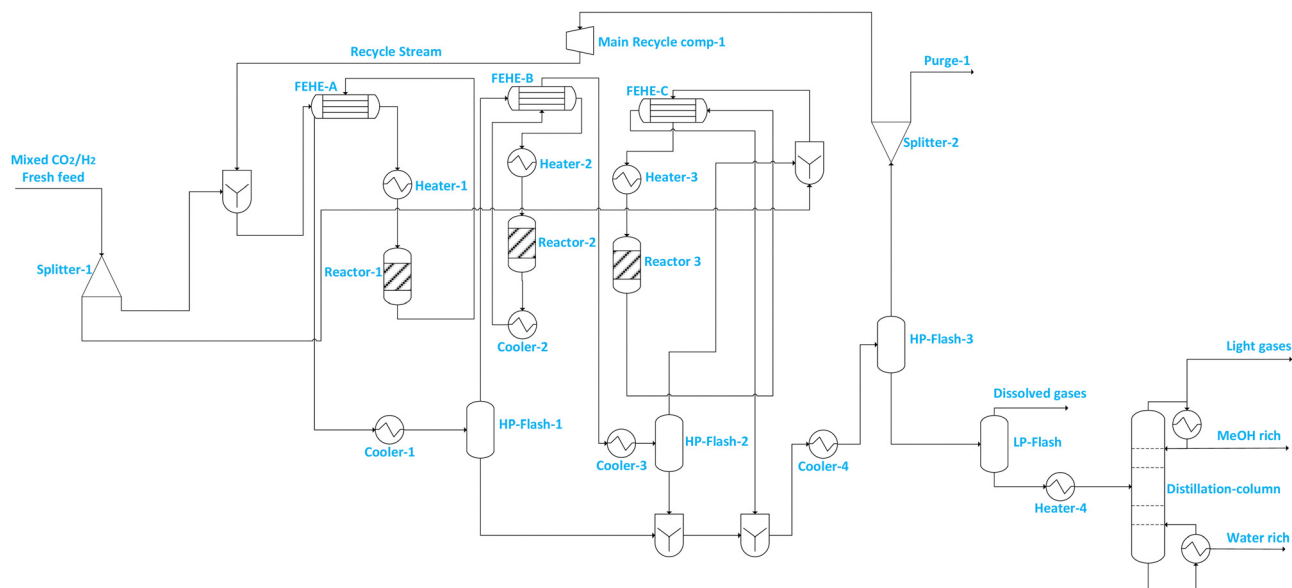 Main Recycle comp-1
Recycle Stream
Purge-1
FEHE-A
FEHE-B
FEHE-C
Mixed CO2/H2
Fresh feed
Splitter-2
Heater-1
Heater-2
Heater-3
Splitter-1
Reactor-1
Reactor-2
Reactor 3
Cooler-2
HP-Flash-3
Light gases
Dissolved gases
HP-Flash-1
HP-Flash-2
LP-Flash
MeOH rich
Cooler-1
Cooler-3
Cooler-4
Distillation-column
Heater-4
Water rich